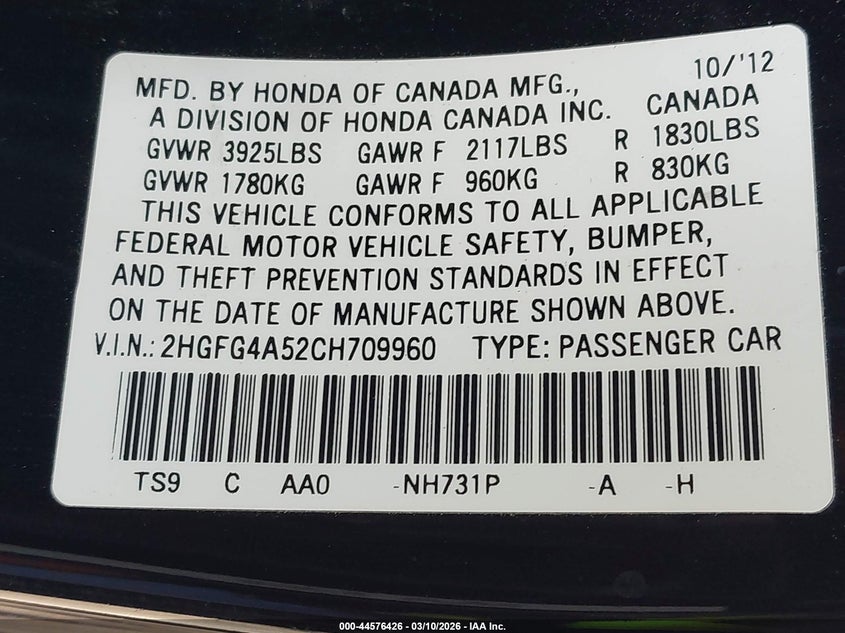 10/'12
MFD. BY HONDA OF CANADA MFG.,
A DIVISION OF HONDA CANADA INC. CANADA
GVWR 3925LBS GAWR F 2117LBS R 1830LBS
GVWR 1780KG GAWR F 960KG R 830KG
THIS VEHICLE CONFORMS TO ALL APPLICABLE
FEDERAL MOTOR VEHICLE SAFETY, BUMPER,
AND THEFT PREVENTION STANDARDS IN EFFECT
ON THE DATE OF MANUFACTURE SHOWN ABOVE.
V.I.N.: 2HGFG4A52CH709960 TYPE: PASSENGER CAR
TS9 C AA0 -NH731P -A -H
000-44576426 - 03/10/2026 - IAA Inc.